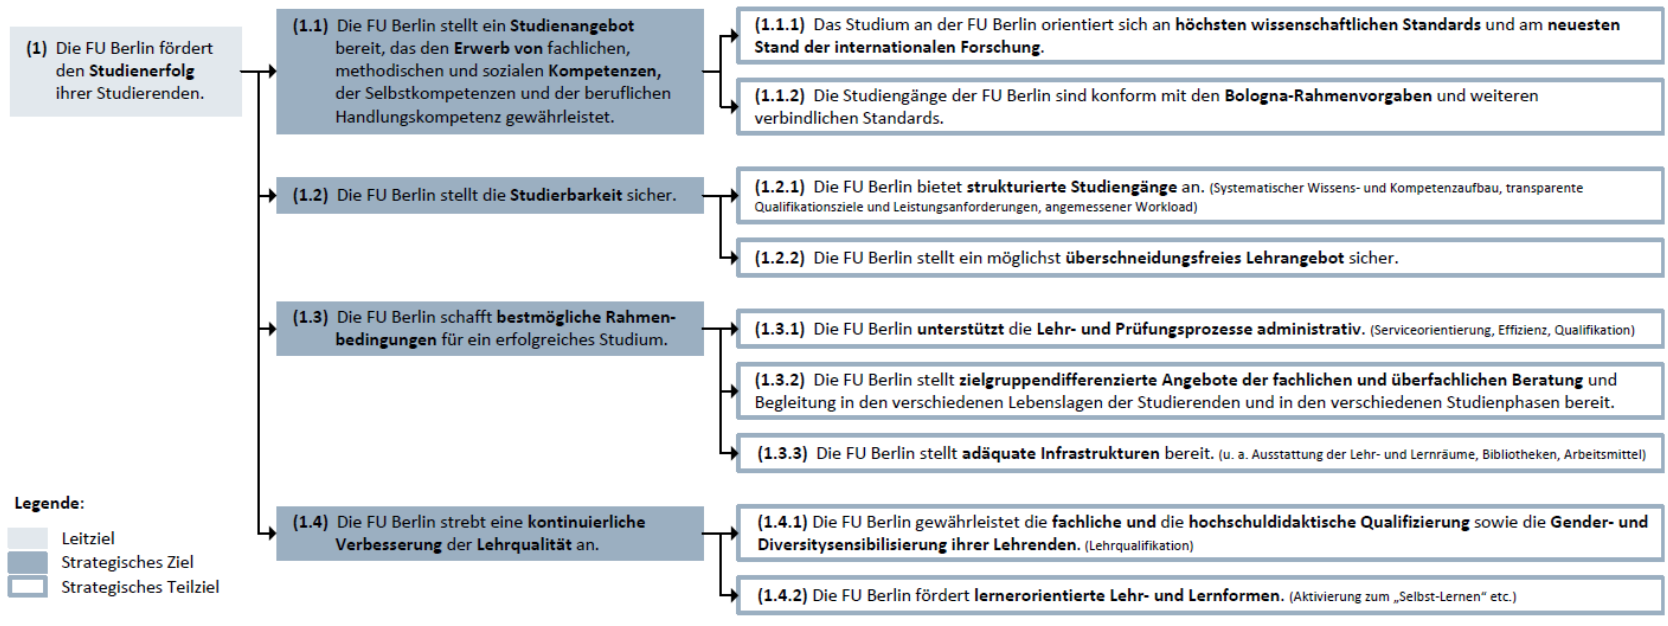 (1) Die FU Berlin fördert
den Studienerfolg
ihrer Studierenden.
(1.1) Die FU Berlin stellt ein Studienangebot
bereit, das den Erwerb von fachlichen,
methodischen und sozialen Kompetenzen,
der Selbstkompetenzen und der beruflichen
Handlungskompetenz gewährleistet.
(1.1.1) Das Studium an der FU Berlin orientiert sich an höchsten wissenschaftlichen Standards und am neuesten
Stand der internationalen Forschung.
(1.1.2) Die Studiengänge der FU Berlin sind konform mit den Bologna-Rahmenvorgaben und weiteren
verbindlichen Standards.
(1.2) Die FU Berlin stellt die Studierbarkeit sicher.
(1.2.1) Die FU Berlin bietet strukturierte Studiengänge an. (Systematischer Wissens- und Kompetenzaufbau, transparente
Qualifikationsziele und Leistungsanforderungen, angemessener Workload)
(1.2.2) Die FU Berlin stellt ein möglichst überschneidungsfreies Lehrangebot sicher.
(1.3) Die FU Berlin schafft bestmögliche Rahmen-
bedingungen für ein erfolgreiches Studium.
(1.3.1) Die FU Berlin unterstützt die Lehr- und Prüfungsprozesse administrativ. (Serviceorientierung, Effizienz, Qualifikation)
(1.3.2) Die FU Berlin stellt zielgruppendifferenzierte Angebote der fachlichen und überfachlichen Beratung und
Begleitung in den verschiedenen Lebenslagen der Studierenden und in den verschiedenen Studienphasen bereit.
(1.3.3) Die FU Berlin stellt adäquate Infrastrukturen bereit. (u. a. Ausstattung der Lehr- und Lernräume, Bibliotheken, Arbeitsmittel)
(1.4) Die FU Berlin strebt eine kontinuierliche
Verbesserung der Lehrqualität an.
(1.4.1) Die FU Berlin gewährleistet die fachliche und die hochschuldidaktische Qualifizierung sowie die Gender- und
Diversitysensibilisierung ihrer Lehrenden. (Lehrqualifikation)
(1.4.2) Die FU Berlin fördert lernerorientierte Lehr- und Lernformen. (Aktivierung zum „Selbst-Lernen“ etc.)
Legende:
Leitziel
Strategisches Ziel
Strategisches Teilziel